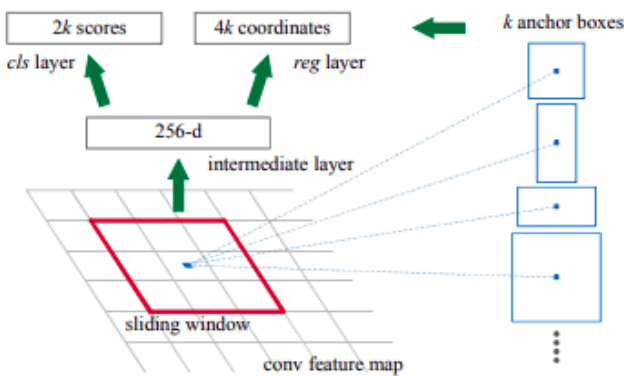 2k scores
4k coordinates
k anchor boxes
cls layer
reg layer
256-d
intermediate layer
sliding window
conv feature map